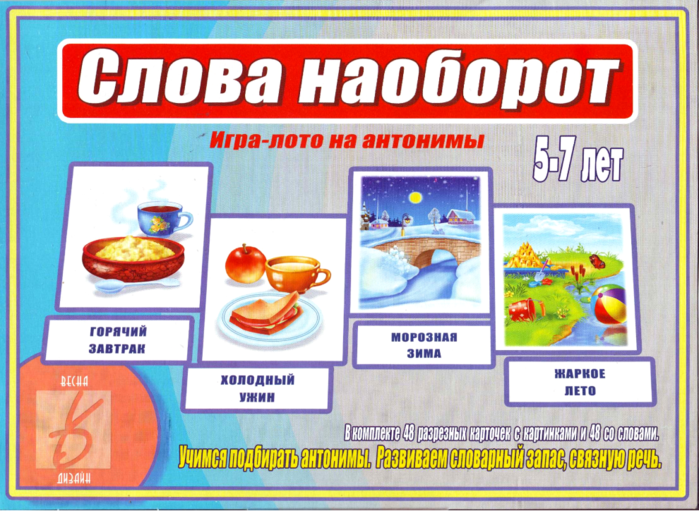 Слова наоборот
Игра-лото на антонимы
5-7 лет
ГОРЯЧИЙ
ЗАВТРАК
ХОЛОДНЫЙ
УЖИН
МОРОЗНАЯ
ЗИМА
ЖАРКОЕ
ЛЕТО
ВЕСНА
ДИЗАЙН
В комплекте 48 разрезных карточек с картинками и 48 со словами.
Учимся подбирать антонимы. Развиваем словарный запас, связную речь.